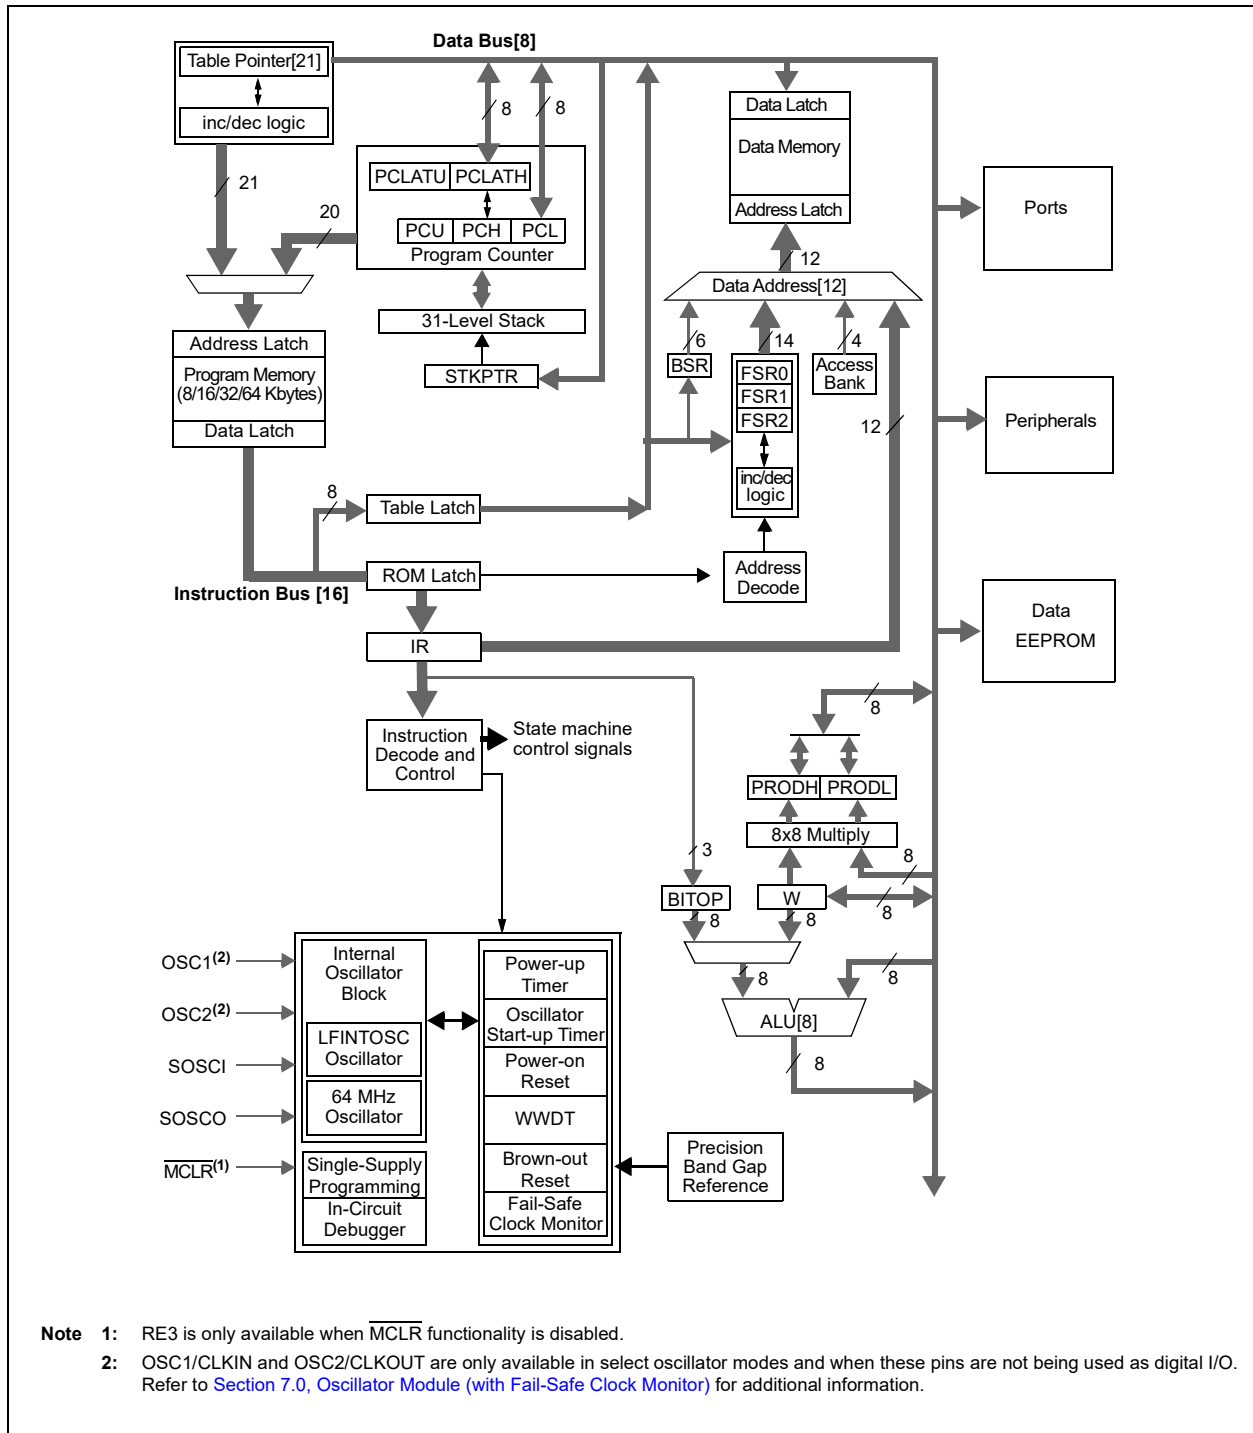 Data Bus[8]
Table Pointer[21]
inc/dec logic
21
20
8
8
PCLATU PCLATH
PCU PCH PCL
Program Counter
31-Level Stack
STKPTR
Address Latch
Program Memory
(8/16/32/64 Kbytes)
Data Latch
8
Table Latch
ROM Latch
Instruction Bus [16]
IR
Instruction
Decode and
Control
State machine
control signals
Data Latch
Data Memory
Address Latch
12
Data Address[12]
6
14
4
BSR
FSR0
FSR1
FSR2
inc/dec
logic
Access
Bank
12
Address
Decode
Ports
Peripherals
Data
EEPROM
8
PRODH PRODL
8x8 Multiply
3
8
BITOP
W
8
8
8
8
8
ALU[8]
8
OSC1(2)
OSC2(2)
SOSCI
SOSCO
MCLR(1)
Internal
Oscillator
Block
LFINTOSC
Oscillator
64 MHz
Oscillator
Single-Supply
Programming
In-Circuit
Debugger
Power-up
Timer
Oscillator
Start-up Timer
Power-on
Reset
WWDT
Brown-out
Reset
Fail-Safe
Clock Monitor
Precision
Band Gap
Reference
Note 1: RE3 is only available when MCLR functionality is disabled.
2: OSC1/CLKIN and OSC2/CLKOUT are only available in select oscillator modes and when these pins are not being used as digital I/O.
Refer to Section 7.0, Oscillator Module (with Fail-Safe Clock Monitor) for additional information.